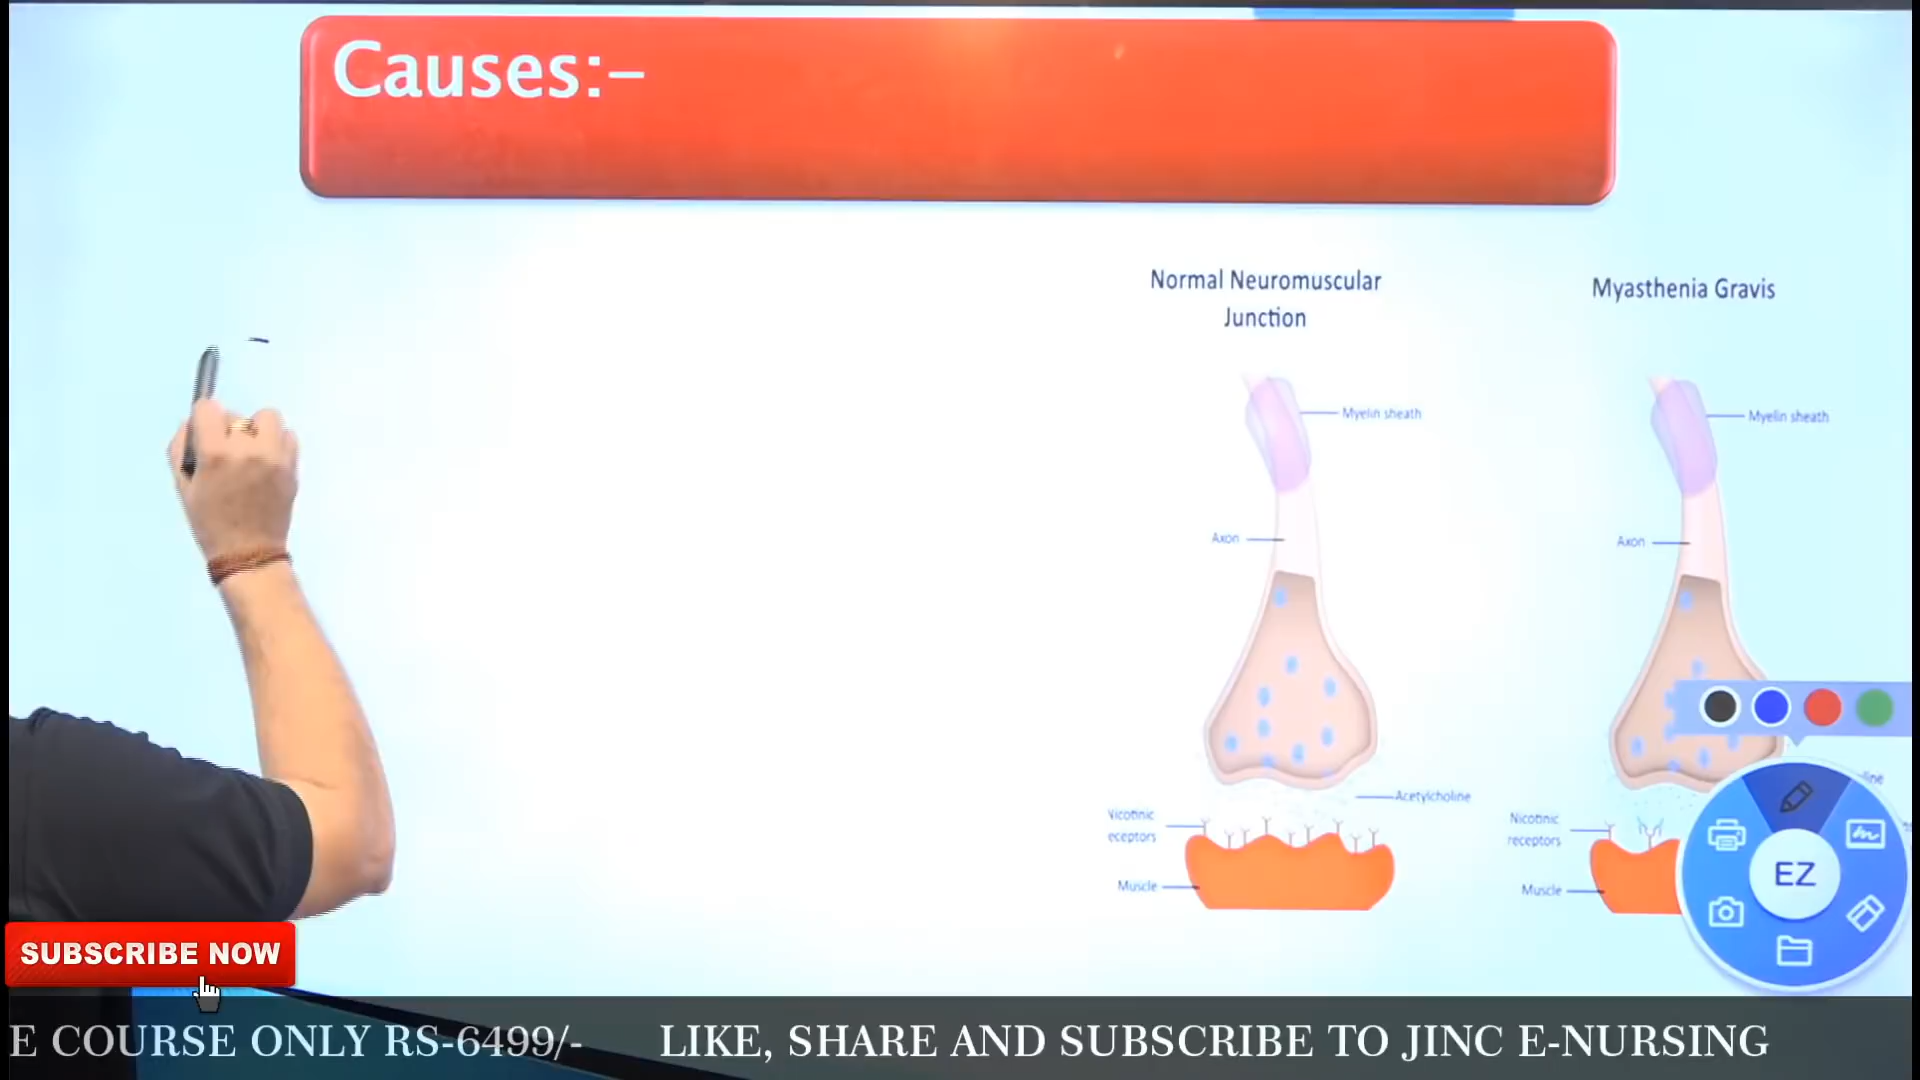 Causes:–
Normal Neuromuscular
Junction
Myasthenia Gravis
Myelin sheath
Myelin sheath
Axon
Axon
Acetylcholine
Nicotinic
eceptors
Nicotinic
receptors
Muscle
Muscle
EZ
SUBSCRIBE NOW
E COURSE ONLY RS-6499/- LIKE, SHARE AND SUBSCRIBE TO JINC E-NURSING